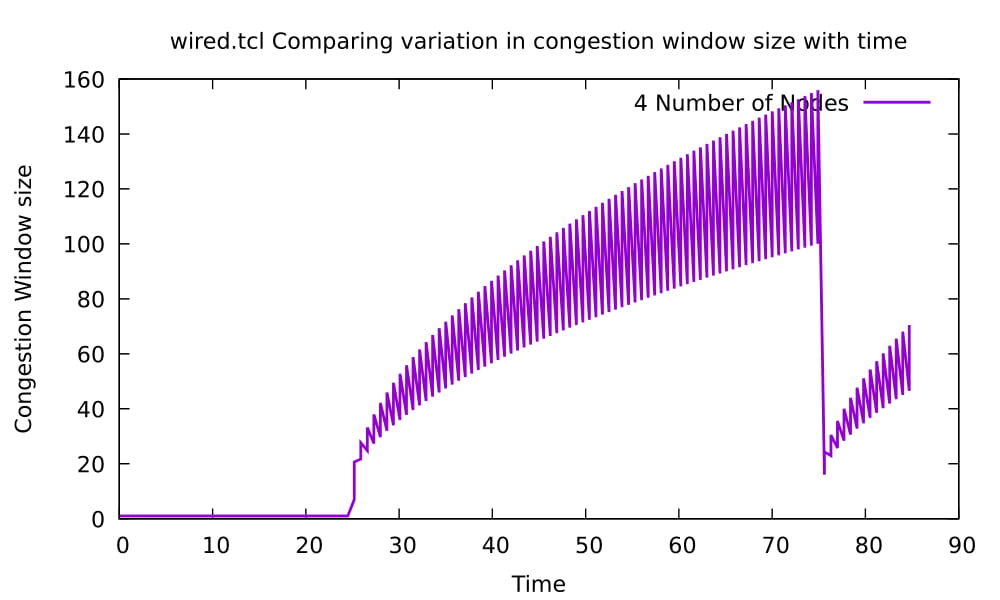 wired.tcl Comparing variation in congestion window size with time
160
140
120
100
80
60
40
20
0
Congestion Window size
4 Number of Nodes
0 10 20 30 40 50 60 70 80 90
Time